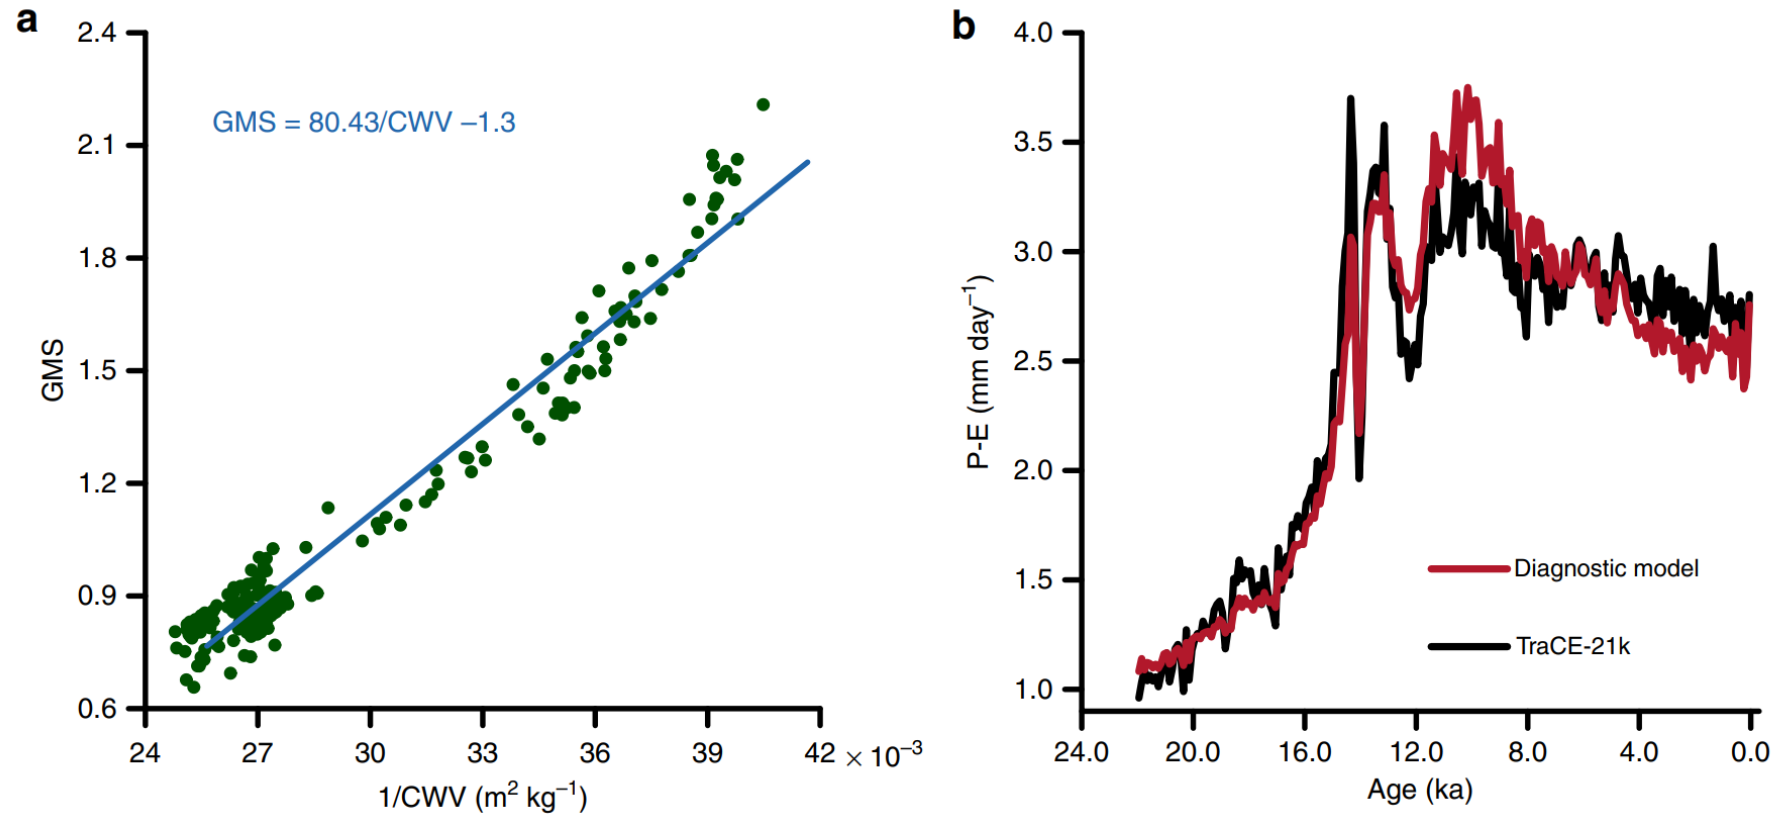 a
2.4
2.1
1.8
1.5
1.2
0.9
0.6
GMS
GMS = 80.43/CWV –1.3
24 27 30 33 36 39 42 × 10⁻³
1/CWV (m² kg⁻¹)
b
4.0
3.5
3.0
2.5
2.0
1.5
1.0
P-E (mm day⁻¹)
Diagnostic model
TraCE-21k
24.0 20.0 16.0 12.0 8.0 4.0 0.0
Age (ka)